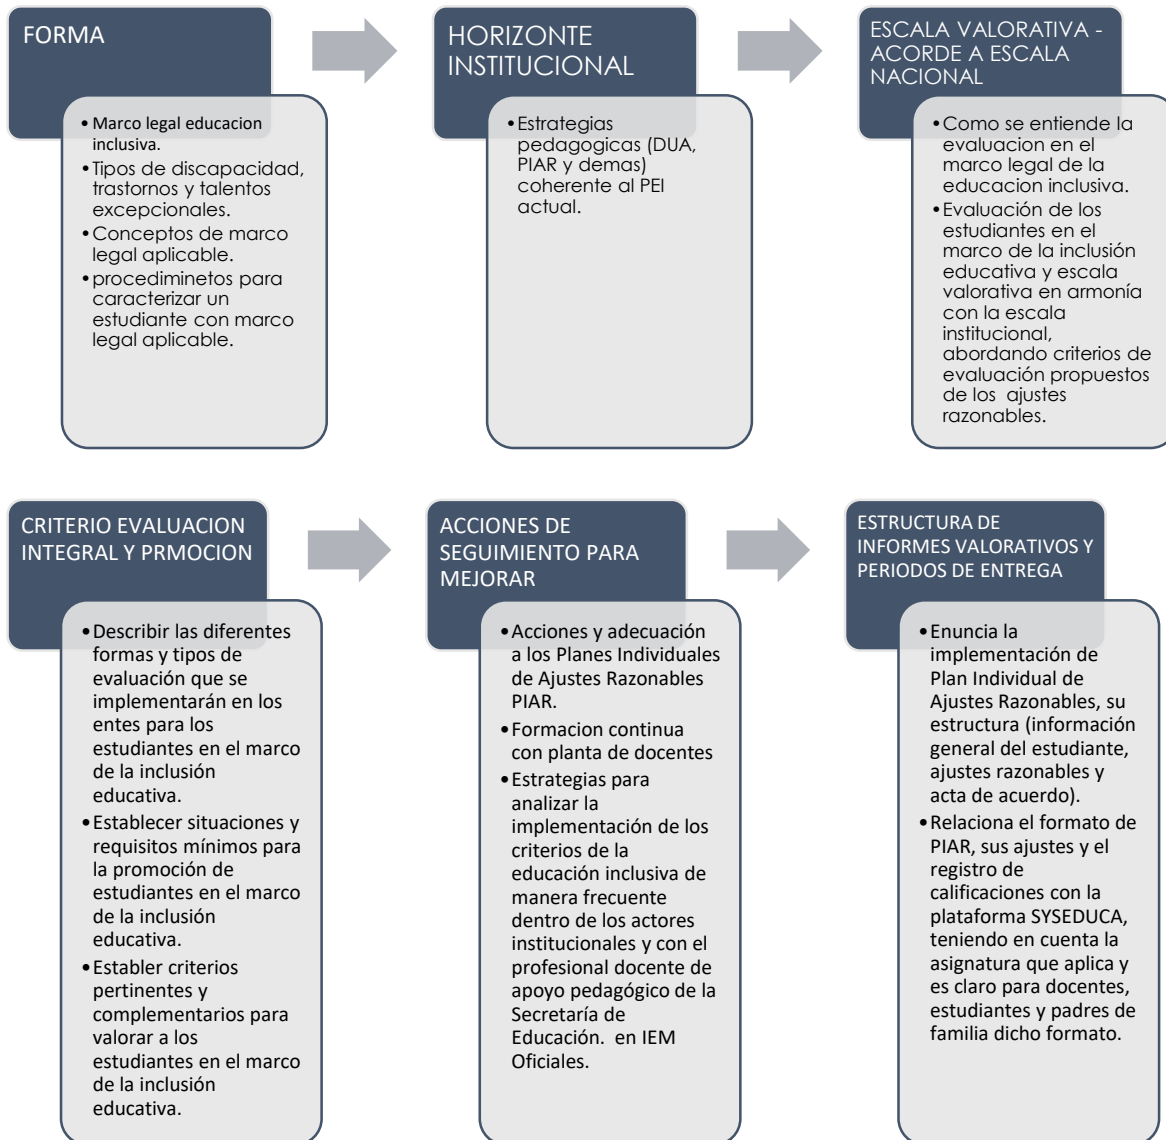 FORMA
• Marco legal educacion
inclusiva.
• Tipos de discapacidad,
trastornos y talentos
excepcionales.
• Conceptos de marco
legal aplicable.
• procediminetos para
caracterizar un
estudiante con marco
legal aplicable.
HORIZONTE
INSTITUCIONAL
• Estrategias
pedagogicas (DUA,
PIAR y demas)
coherente al PEI
actual.
ESCALA VALORATIVA -
ACORDE A ESCALA
NACIONAL
• Como se entiende la
evaluacion en el
marco legal de la
educacion inclusiva.
• Evaluación de los
estudiantes en el
marco de la inclusión
educativa y escala
valorativa en armonía
con la escala
institucional,
abordando criterios de
evaluación propuestos
de los ajustes
razonables.
CRITERIO EVALUACION
INTEGRAL Y PRMOCION
• Describir las diferentes
formas y tipos de
evaluación que se
implementarán en los
entes para los
estudiantes en el marco
de la inclusión
educativa.
• Establecer situaciones y
requisitos mínimos para
la promoción de
estudiantes en el marco
de la inclusión
educativa.
• Establer criterios
pertinentes y
complementarios para
valorar a los
estudiantes en el marco
de la inclusión
educativa.
ACCIONES DE
SEGUIMIENTO PARA
MEJORAR
• Acciones y adecuación
a los Planes Individuales
de Ajustes Razonables
PIAR.
• Formacion continua
con planta de docentes
• Estrategias para
analizar la
implementación de los
criterios de la
educación inclusiva de
manera frecuente
dentro de los actores
institucionales y con el
profesional docente de
apoyo pedagógico de la
Secretaría de
Educación. en IEM
Oficiales.
ESTRUCTURA DE
INFORMES VALORATIVOS Y
PERIODOS DE ENTREGA
• Enuncia la
implementación de
Plan Individual de
Ajustes Razonables, su
estructura (información
general del estudiante,
ajustes razonables y
acta de acuerdo).
• Relaciona el formato de
PIAR, sus ajustes y el
registro de
calificaciones con la
plataforma SYSEDUCA,
teniendo en cuenta la
asignatura que aplica y
es claro para docentes,
estudiantes y padres de
familia dicho formato.